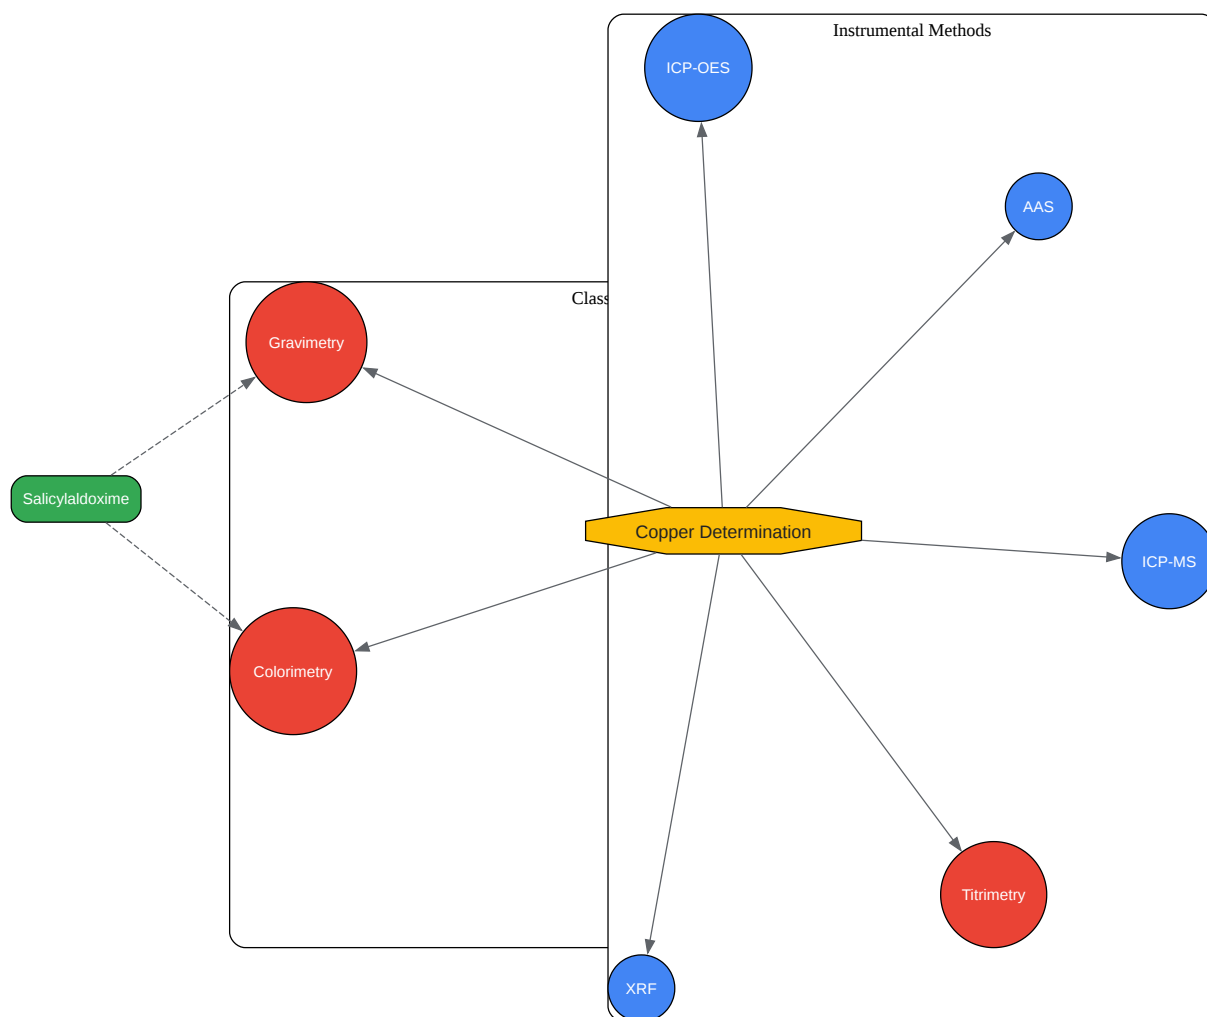 Instrumental Methods
ICP-OES
AAS
Class
Gravimetry
Salicylaldoxime
Copper Determination
ICP-MS
Colorimetry
Titrimetry
XRF